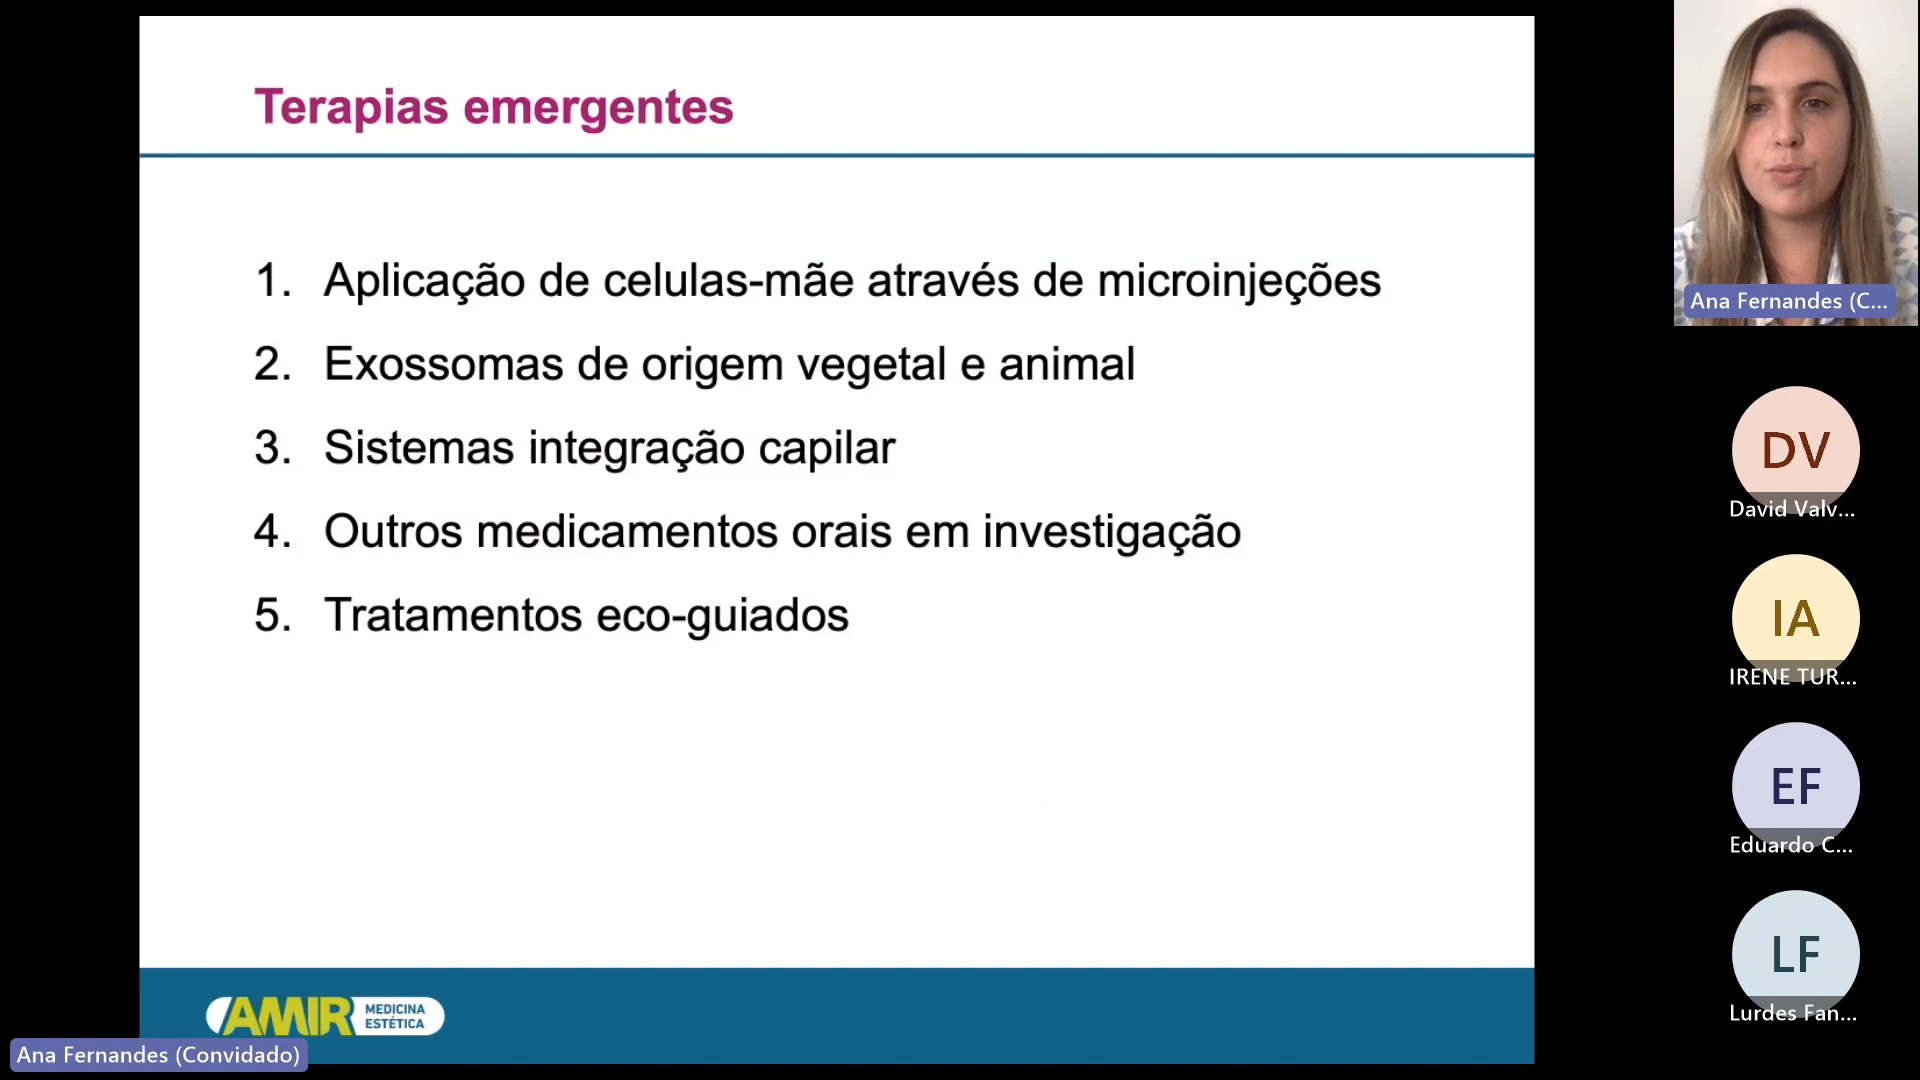 Terapias emergentes
1. Aplicação de celulas-mãe através de microinjeções
2. Exossomas de origem vegetal e animal
3. Sistemas integração capilar
4. Outros medicamentos orais em investigação
5. Tratamentos eco-guiados
AMIR MEDICINA
ESTÉTICA
Ana Fernandes (Convidado)
Ana Fernandes (C...
DV
David Valv...
IA
IRENE TUR...
EF
Eduardo C...
LF
Lurdes Fan...